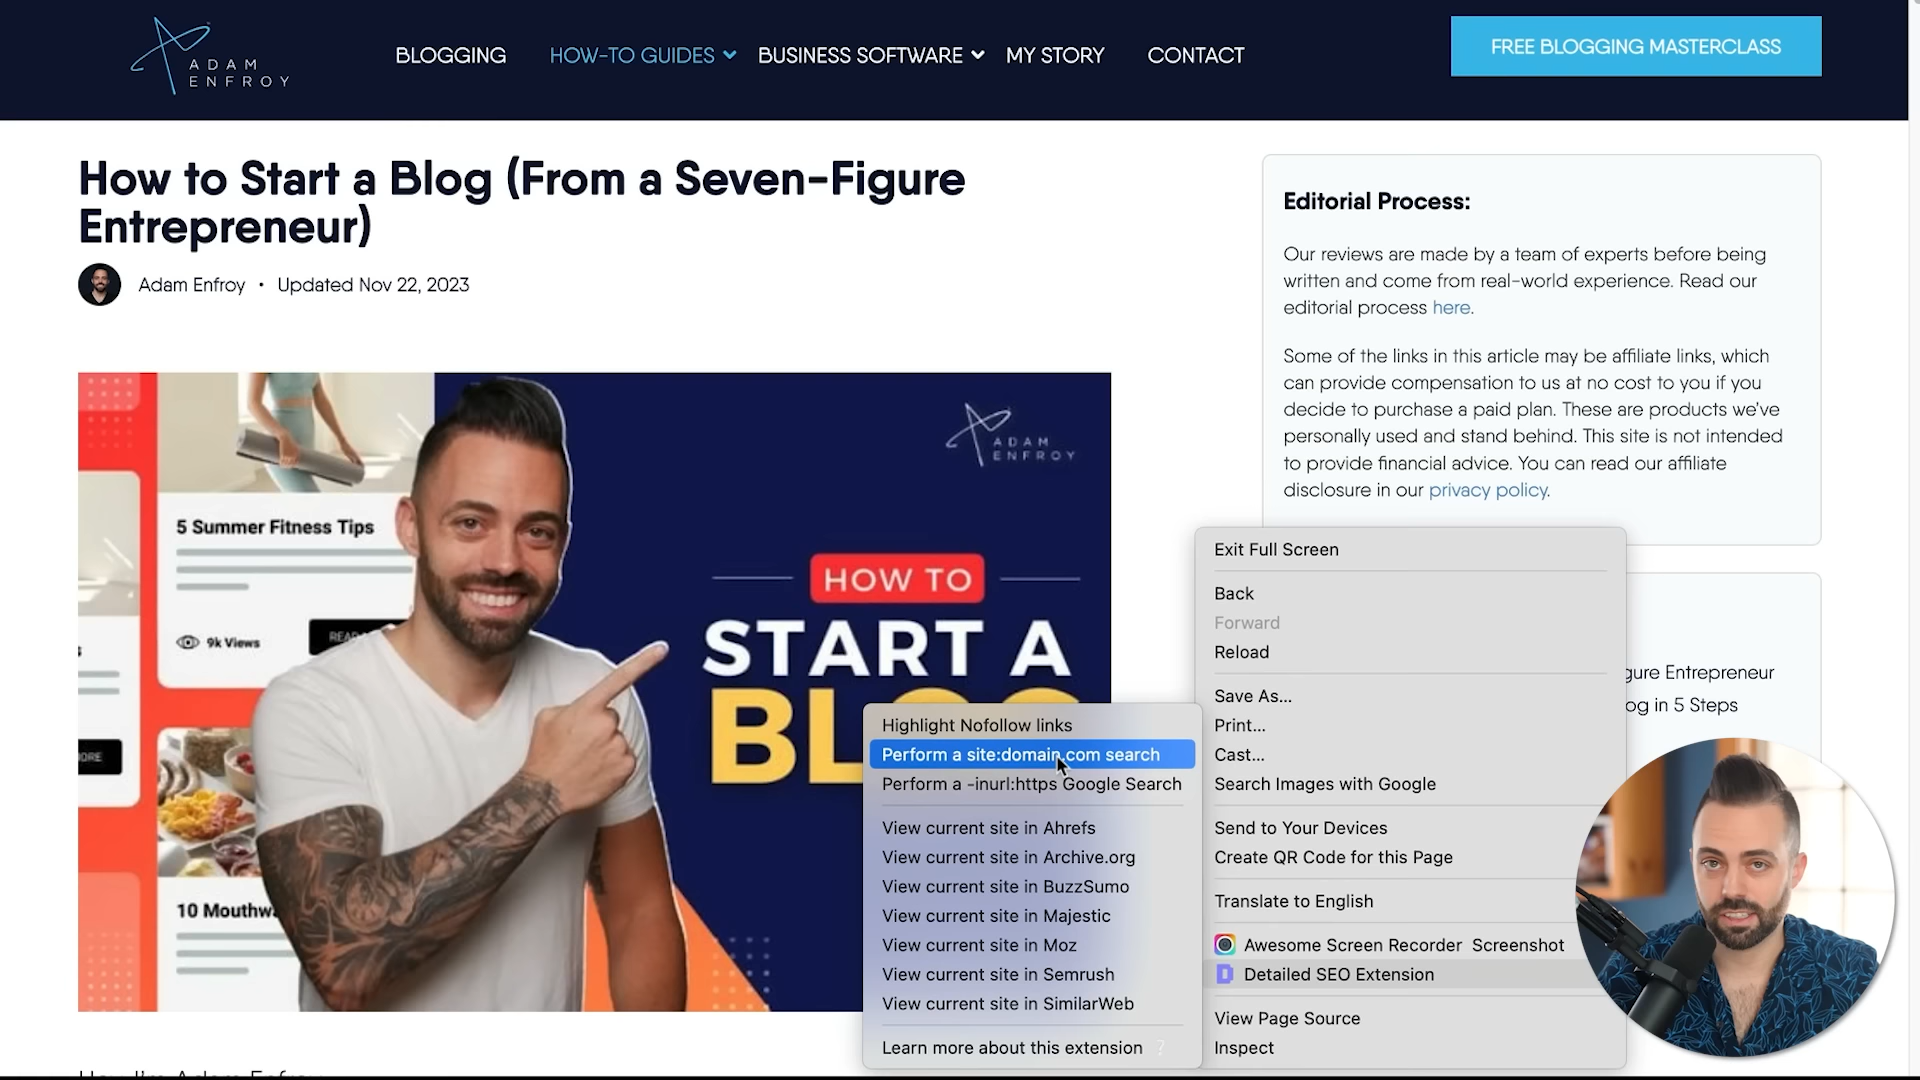 ADAM
ENFROY
BLOGGING
HOW-TO GUIDES
BUSINESS SOFTWARE
MY STORY
CONTACT
FREE BLOGGING MASTERCLASS
How to Start a Blog (From a Seven-Figure
Entrepreneur)
Adam Enfroy • Updated Nov 22, 2023
5 Summer Fitness Tips
9k Views
10 Mouthw
ADAM
ENFROY
HOW TO
START A
Editorial Process:
Our reviews are made by a team of experts before being
written and come from real-world experience. Read our
editorial process here.
Some of the links in this article may be affiliate links, which
can provide compensation to us at no cost to you if you
decide to purchase a paid plan. These are products we've
personally used and stand behind. This site is not intended
to provide financial advice. You can read our affiliate
disclosure in our privacy policy.
gure Entrepreneur
og in 5 Steps
Exit Full Screen
Back
Forward
Reload
Save As...
Print...
Cast...
Search Images with Google
Send to Your Devices
Create QR Code for this Page
Translate to English
Awesome Screen Recorder Screenshot
Detailed SEO Extension
View Page Source
Inspect
Highlight Nofollow links
Perform a site:domain.com search
Perform a -inurl:https Google Search
View current site in Ahrefs
View current site in Archive.org
View current site in BuzzSumo
View current site in Majestic
View current site in Moz
View current site in Semrush
View current site in SimilarWeb
Learn more about this extension ?